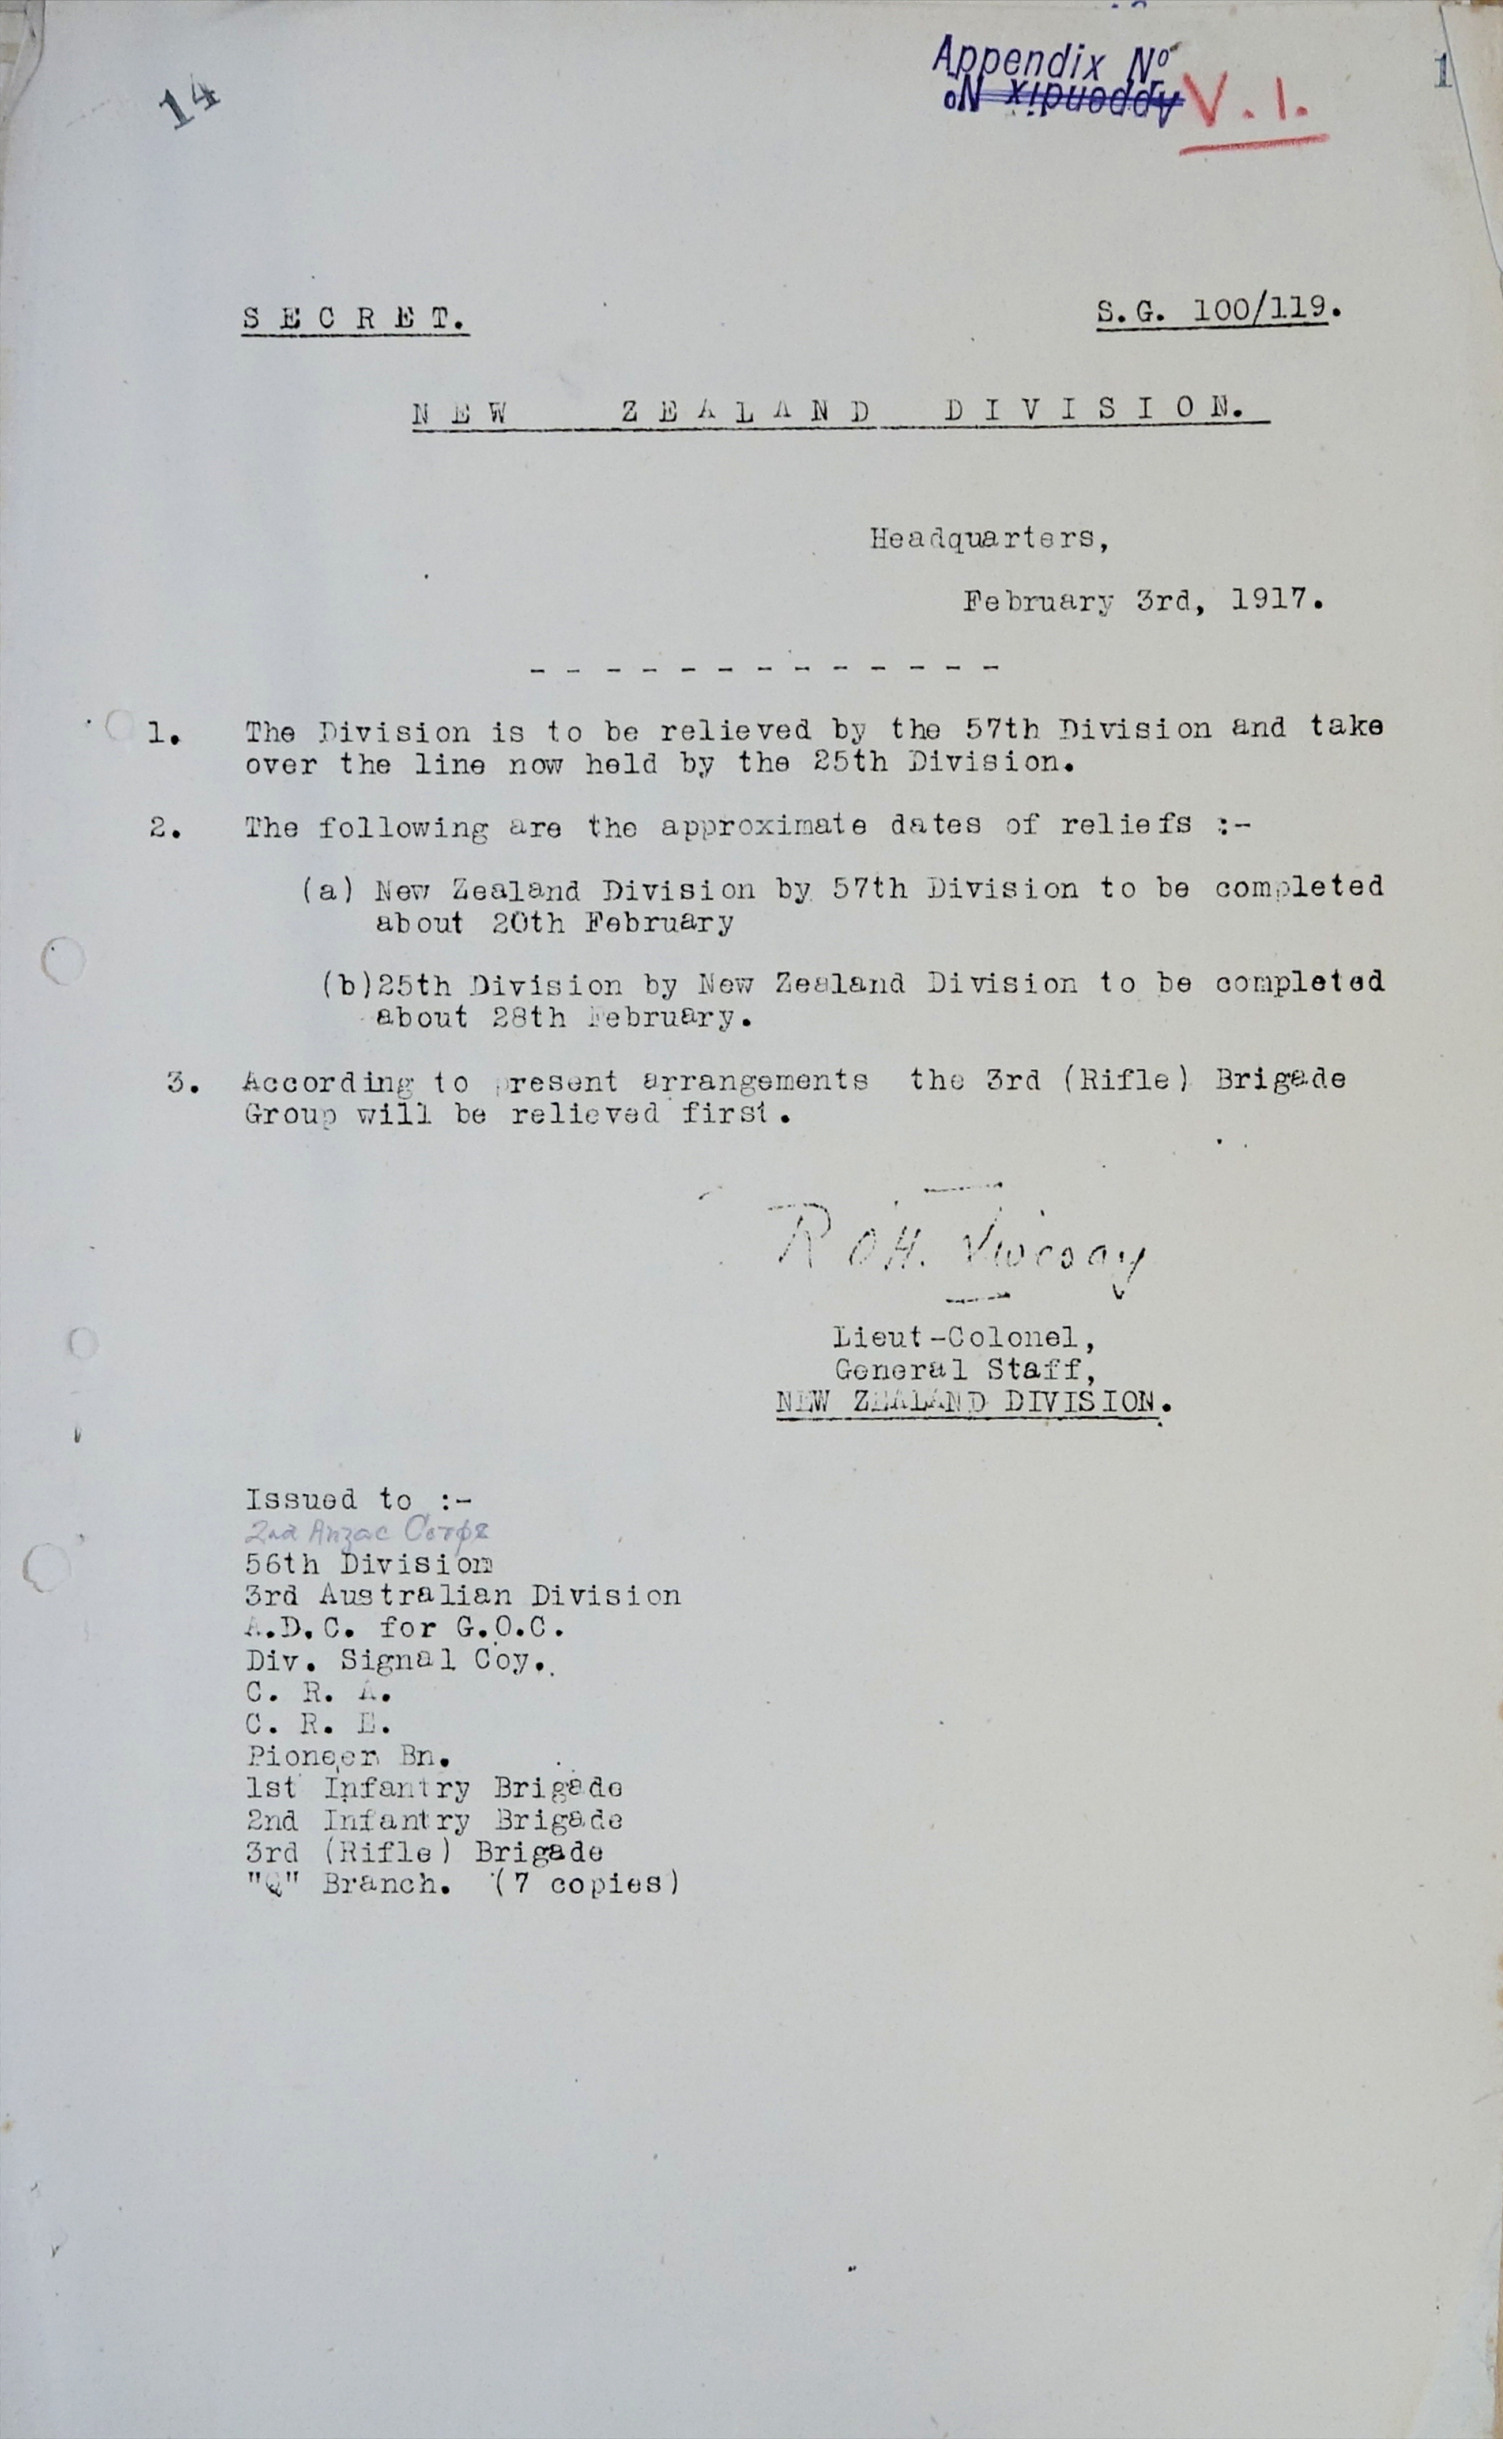 14
Appendix No
Appendix No
V.1.
1
SECRET.
S.G. 100/119.
NEW ZEALAND DIVISION.
Headquarters,
February 3rd, 1917.
- - - - - - - - - - - - -
1. The Division is to be relieved by the 57th Division and take
over the line now held by the 25th Division.
2. The following are the approximate dates of reliefs :-
(a) New Zealand Division by 57th Division to be completed
about 20th February
(b)25th Division by New Zealand Division to be completed
about 28th February.
3. According to present arrangements the 3rd (Rifle) Brigade
Group will be relieved first.
R O'H.
Lieut-Colonel,
General Staff,
NEW ZEALAND DIVISION.
Issued to :-
2nd Anzac Corps
56th Division
3rd Australian Division
A.D.C. for G.O.C.
Div. Signal Coy.
C. R. A.
C. R. E.
Pioneer Bn.
1st Infantry Brigade
2nd Infantry Brigade
3rd (Rifle) Brigade
"Q" Branch. (7 copies)